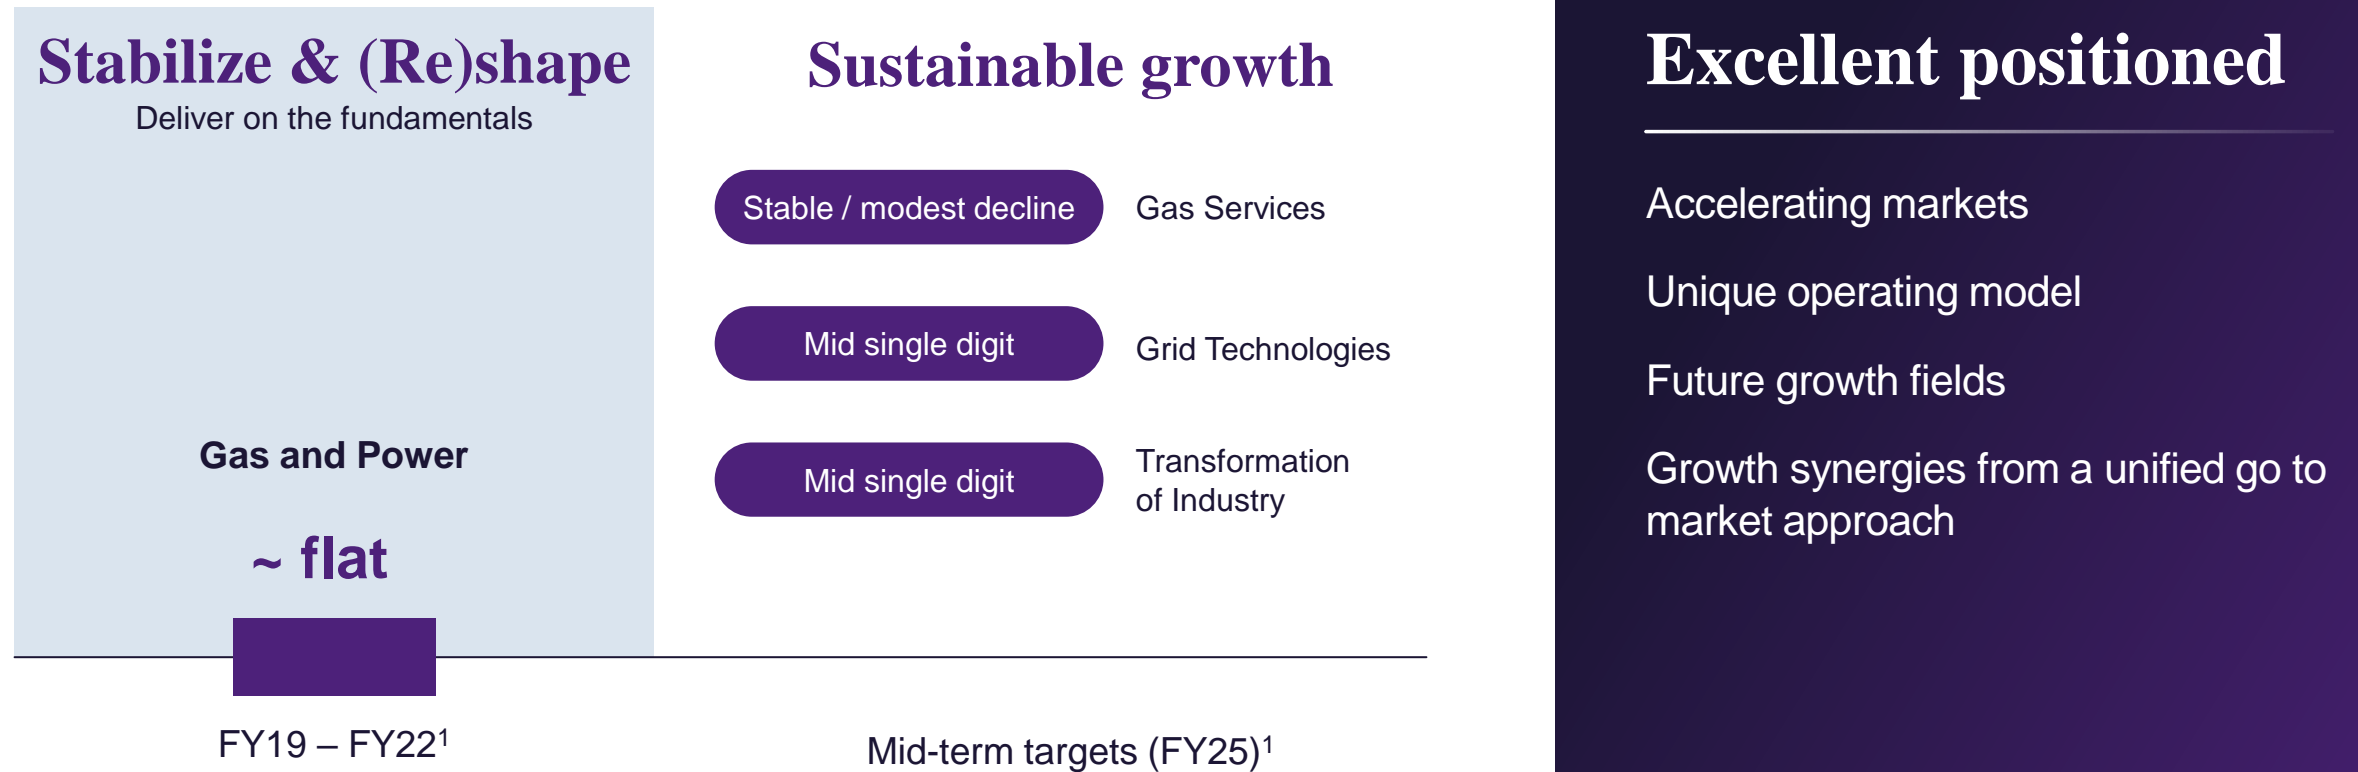 Stabilize & (Re)shape
Deliver on the fundamentals
Gas and Power
~ flat
FY19 – FY22¹
Sustainable growth
Stable / modest decline
Gas Services
Mid single digit
Grid Technologies
Mid single digit
Transformation
of Industry
Mid-term targets (FY25)¹
Excellent positioned
Accelerating markets
Unique operating model
Future growth fields
Growth synergies from a unified go to
market approach